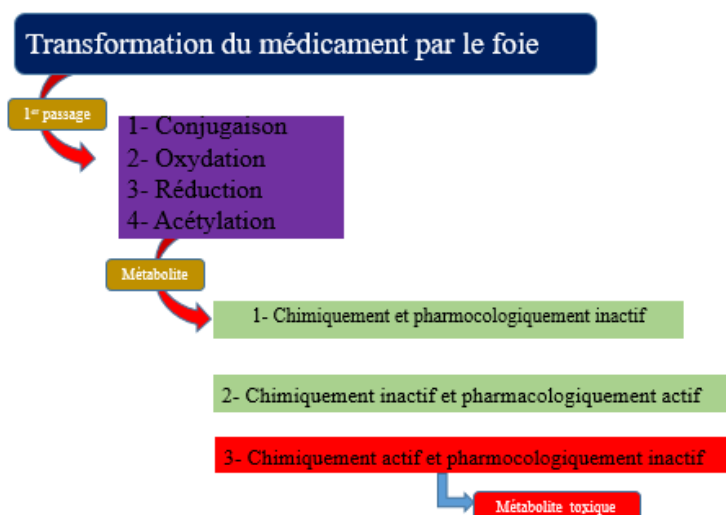 Transformation du médicament par le foie
1er passage
1- Conjugaison
2- Oxydation
3- Réduction
4- Acétylation
Métabolite
1- Chimiquement et pharmocologiquement inactif
2- Chimiquement inactif et pharmacologiquement actif
3- Chimiquement actif et pharmocologiquement inactif
Métabolite toxique